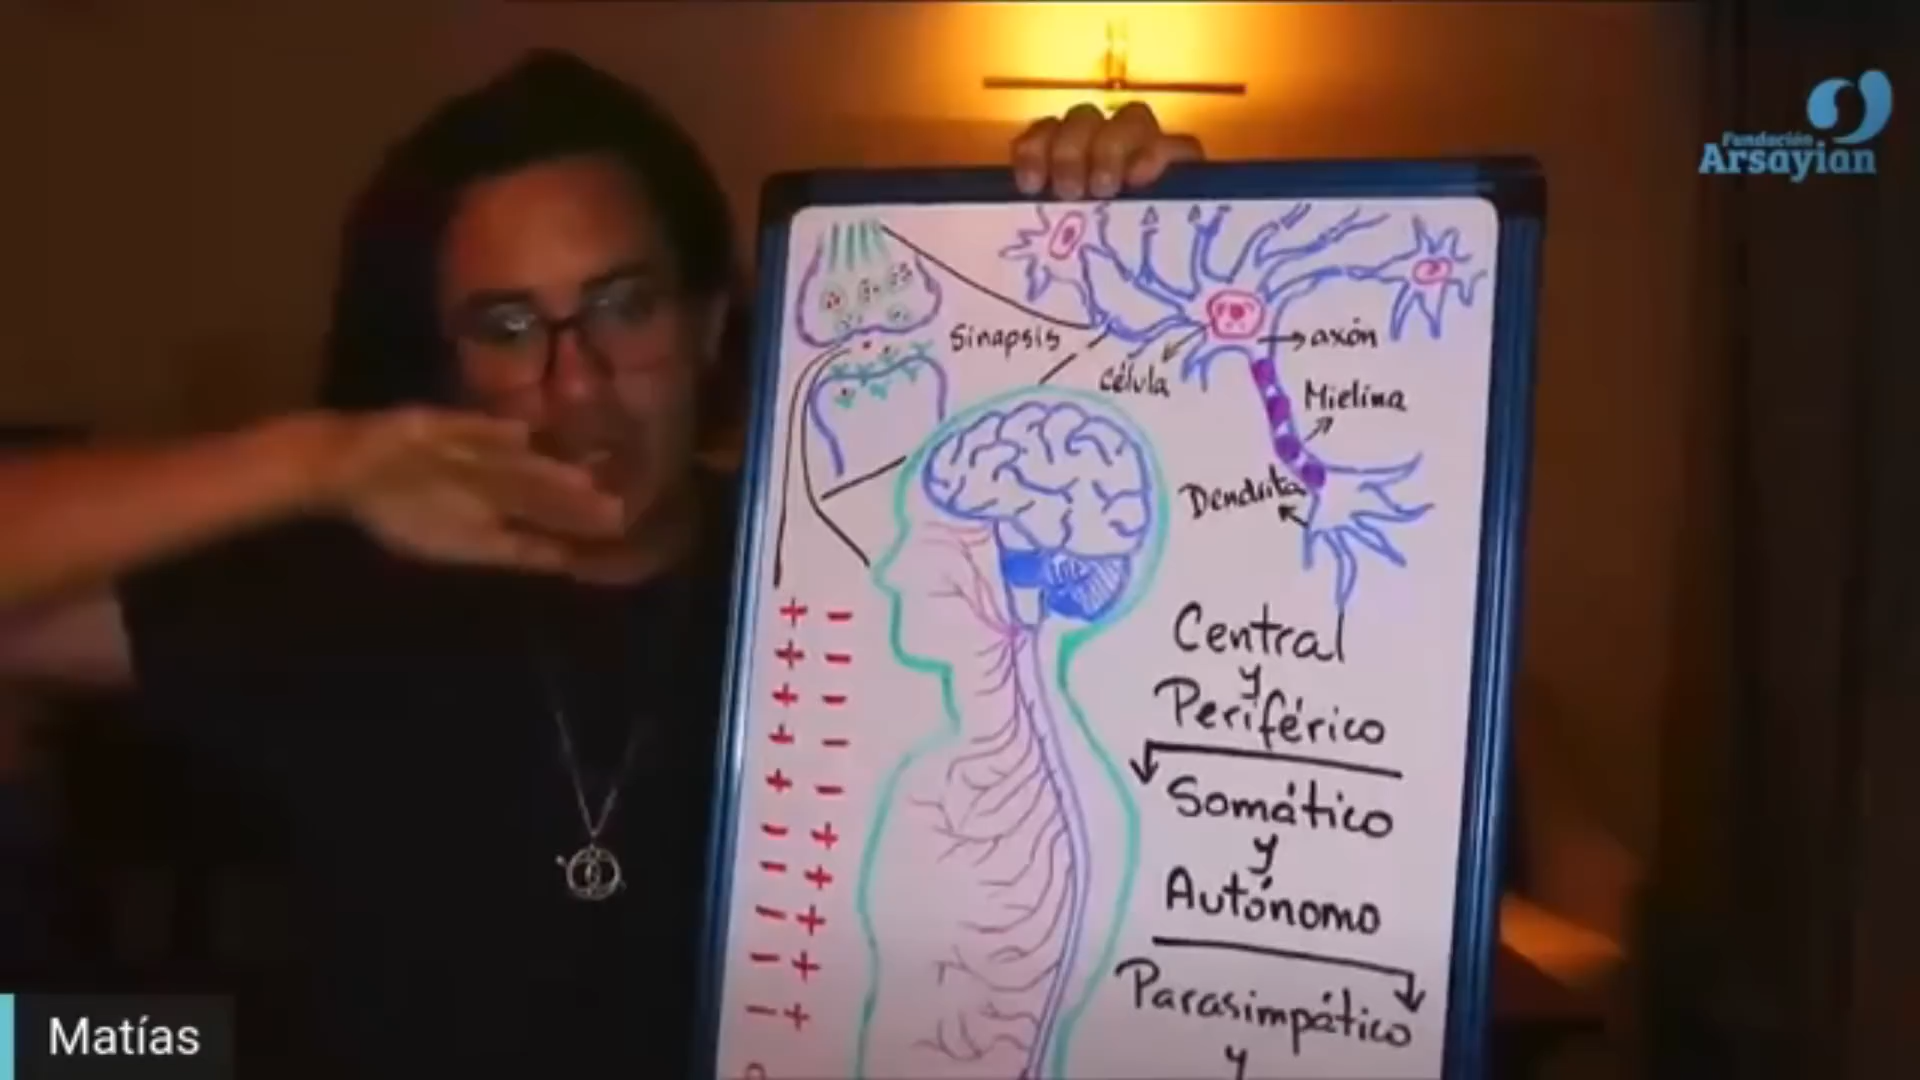 Fundación
Arsayian
Sinapsis
axón
Célula
Mielina
Dendrita
+ -
+ -
+ -
+ -
+ -
- +
- +
- +
- +
- +
Central
y
Periférico
Somático
y
Autónomo
Parasimpático
y
Matías